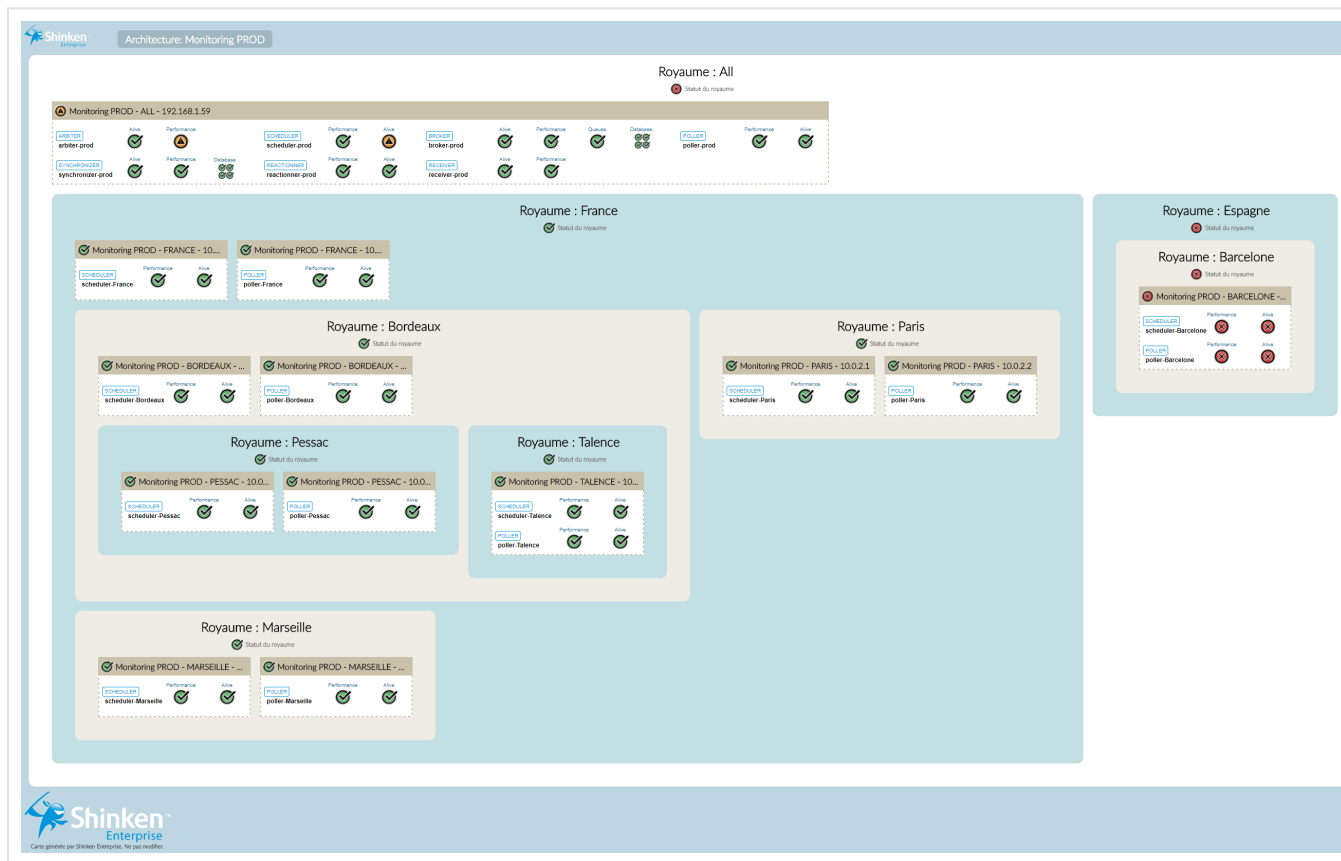 Shinken
Enterprise
Architecture: Monitoring PROD
Royaume : All
Statut du royaume
Monitoring PROD - ALL - 192.168.1.59
ARBITER Alive Performance
arbiter-prod
SCHEDULER Performance Alive
scheduler-prod
BROKER Alive Performance Queues Database
broker-prod
POLLER Performance Alive
poller-prod
SYNCHRONIZER Alive Performance Database
synchronizer-prod
REACTIONNER Alive Performance
reactionner-prod
RECEIVER Alive Performance
receiver-prod
Royaume : France
Statut du royaume
Monitoring PROD - FRANCE - 10....
SCHEDULER Performance Alive
scheduler-France
Monitoring PROD - FRANCE - 10....
POLLER Performance Alive
poller-France
Royaume : Bordeaux
Statut du royaume
Monitoring PROD - BORDEAUX - ...
SCHEDULER Performance Alive
scheduler-Bordeaux
Monitoring PROD - BORDEAUX - ...
POLLER Performance Alive
poller-Bordeaux
Royaume : Pessac
Statut du royaume
Monitoring PROD - PESSAC - 10.0...
SCHEDULER Performance Alive
scheduler-Pessac
Monitoring PROD - PESSAC - 10.0...
POLLER Performance Alive
poller-Pessac
Royaume : Talence
Statut du royaume
Monitoring PROD - TALENCE - 10...
SCHEDULER Performance Alive
scheduler-Talence
POLLER Performance Alive
poller-Talence
Royaume : Paris
Statut du royaume
Monitoring PROD - PARIS - 10.0.2.1
SCHEDULER Performance Alive
scheduler-Paris
Monitoring PROD - PARIS - 10.0.2.2
POLLER Performance Alive
poller-Paris
Royaume : Marseille
Statut du royaume
Monitoring PROD - MARSEILLE - ...
SCHEDULER Performance Alive
scheduler-Marseille
Monitoring PROD - MARSEILLE - ...
POLLER Performance Alive
poller-Marseille
Royaume : Espagne
Statut du royaume
Royaume : Barcelone
Statut du royaume
Monitoring PROD - BARCELONE -...
SCHEDULER Performance Alive
scheduler-Barcelone
POLLER Performance Alive
poller-Barcelone
Shinken™
Enterprise
Carte générée par Shinken Entreprise. Ne pas modifier.